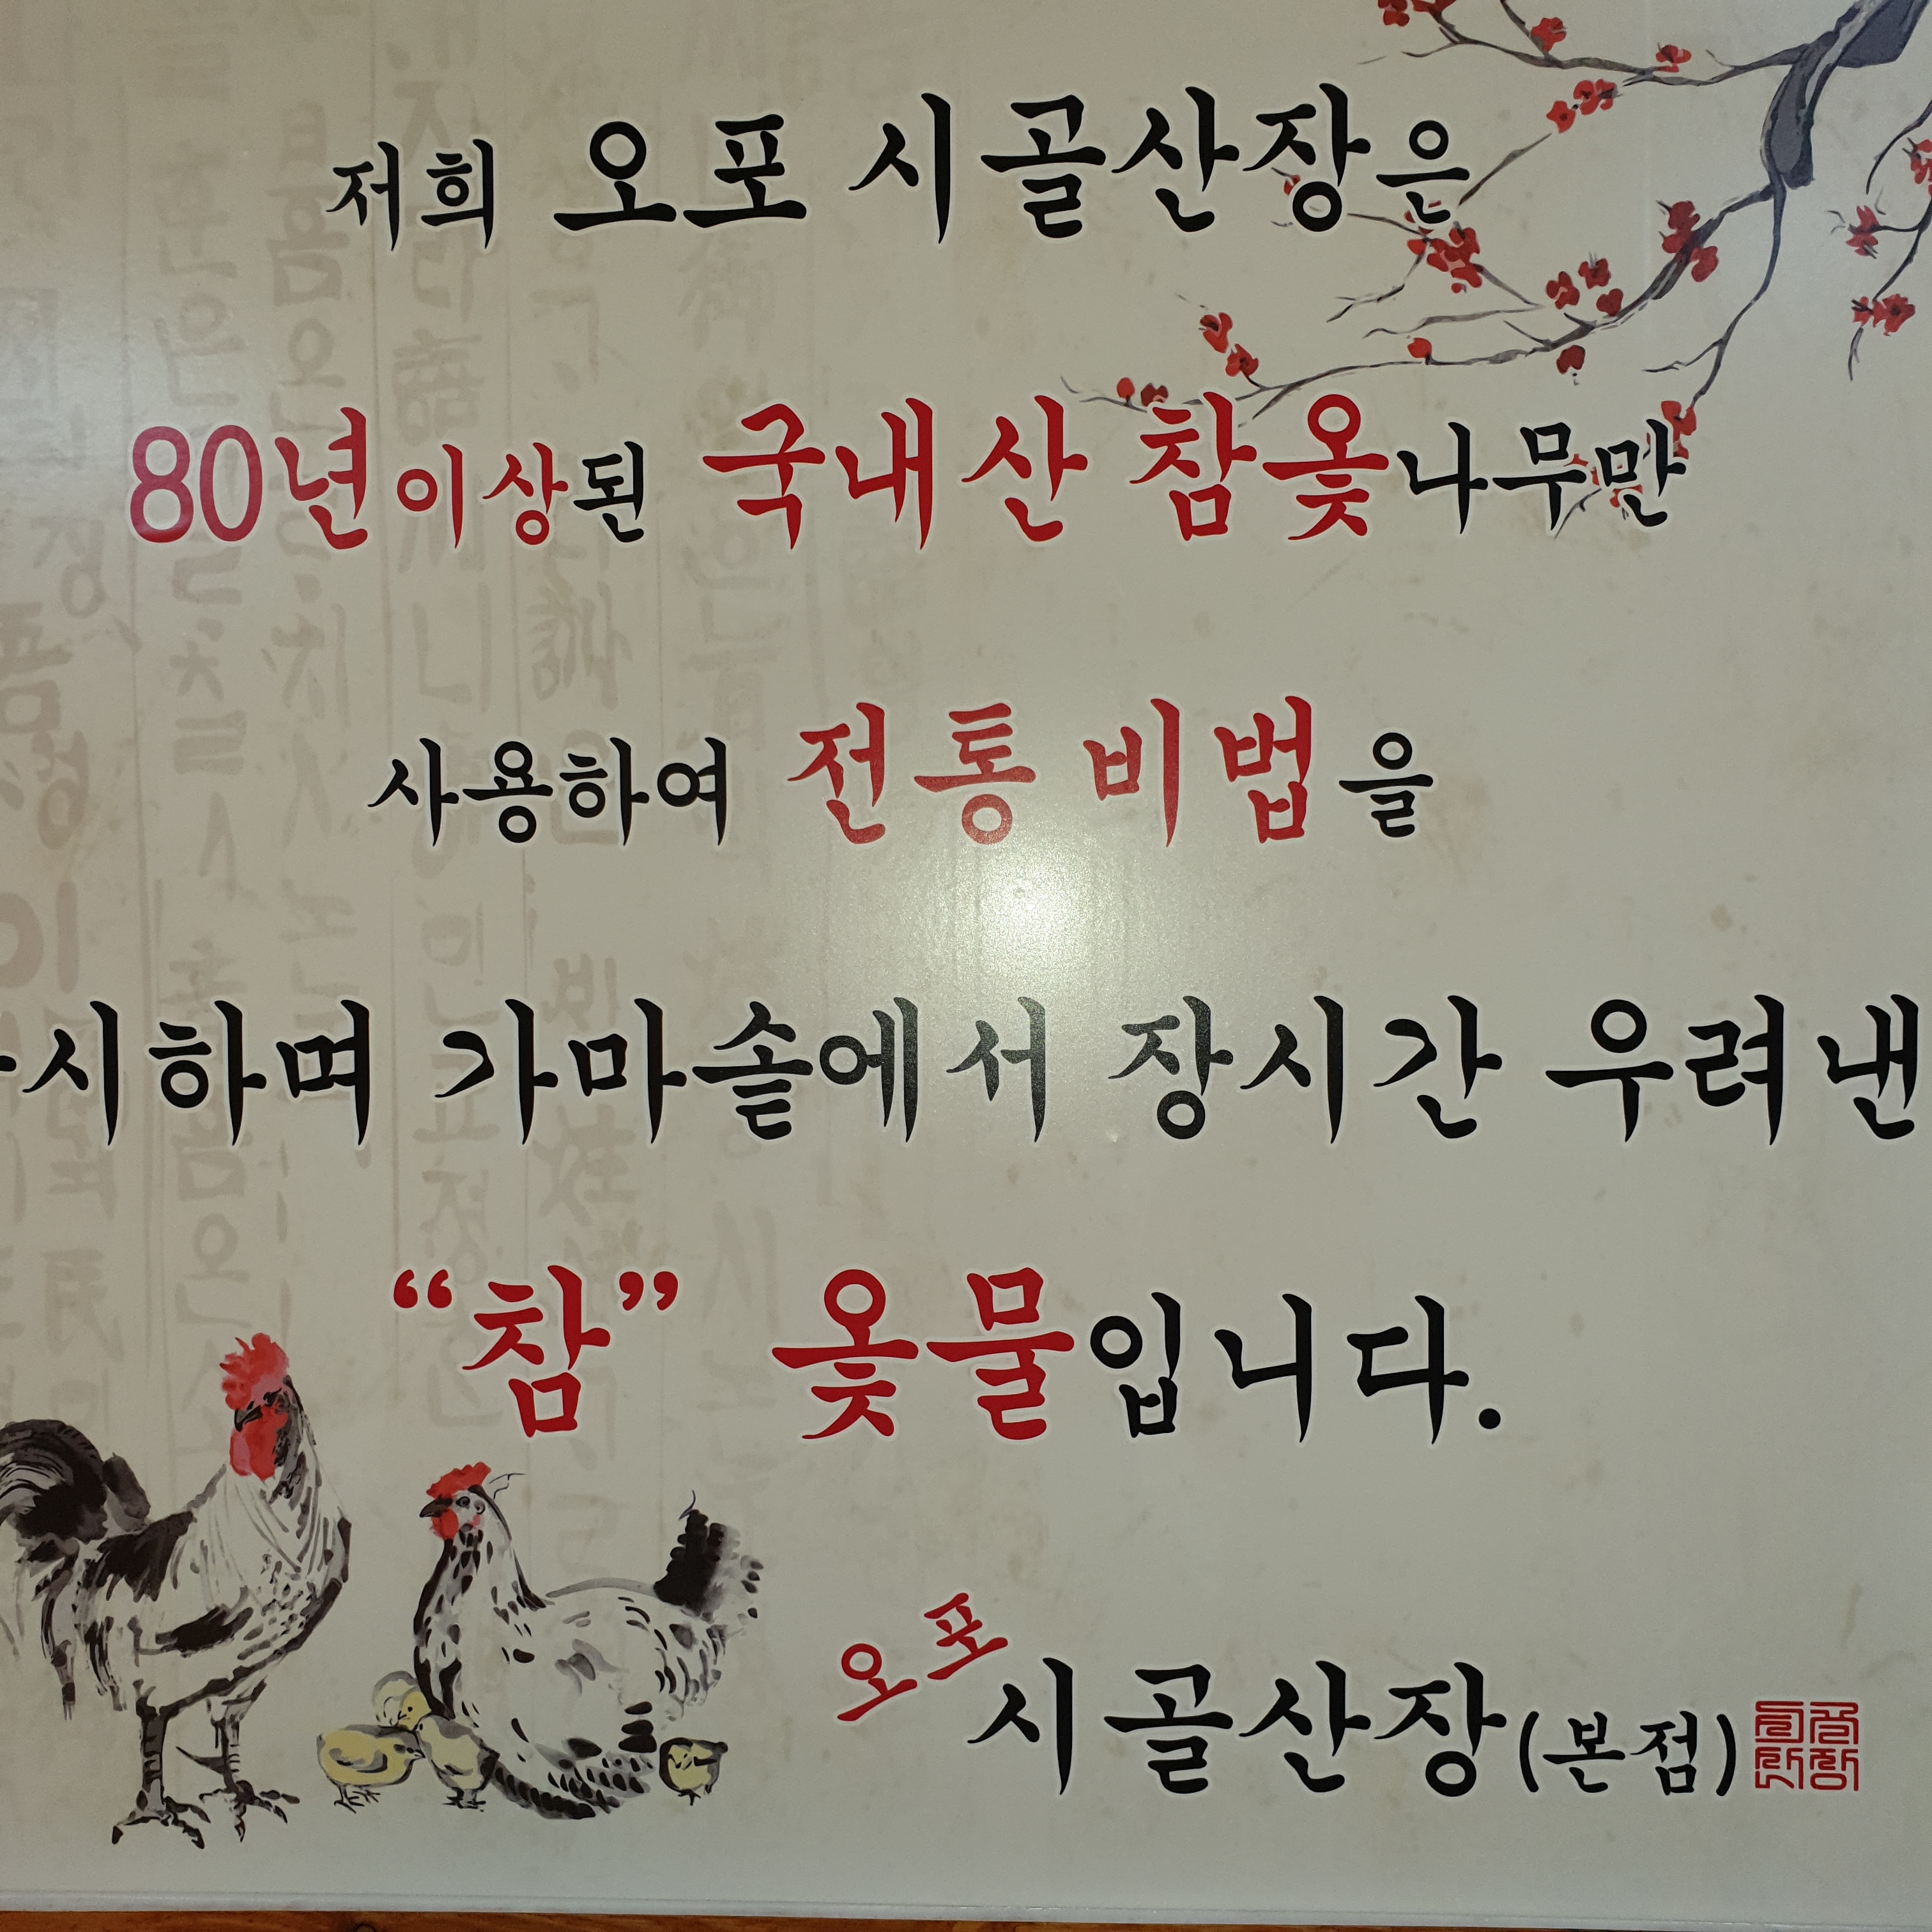 저희 오포 시골산장은
80년이상된 국내산 참옻나무만
사용하여 전통 비법을
시하며 가마솥에서 장시간 우려낸
“참” 옻물입니다.
오포 시골산장(본점)